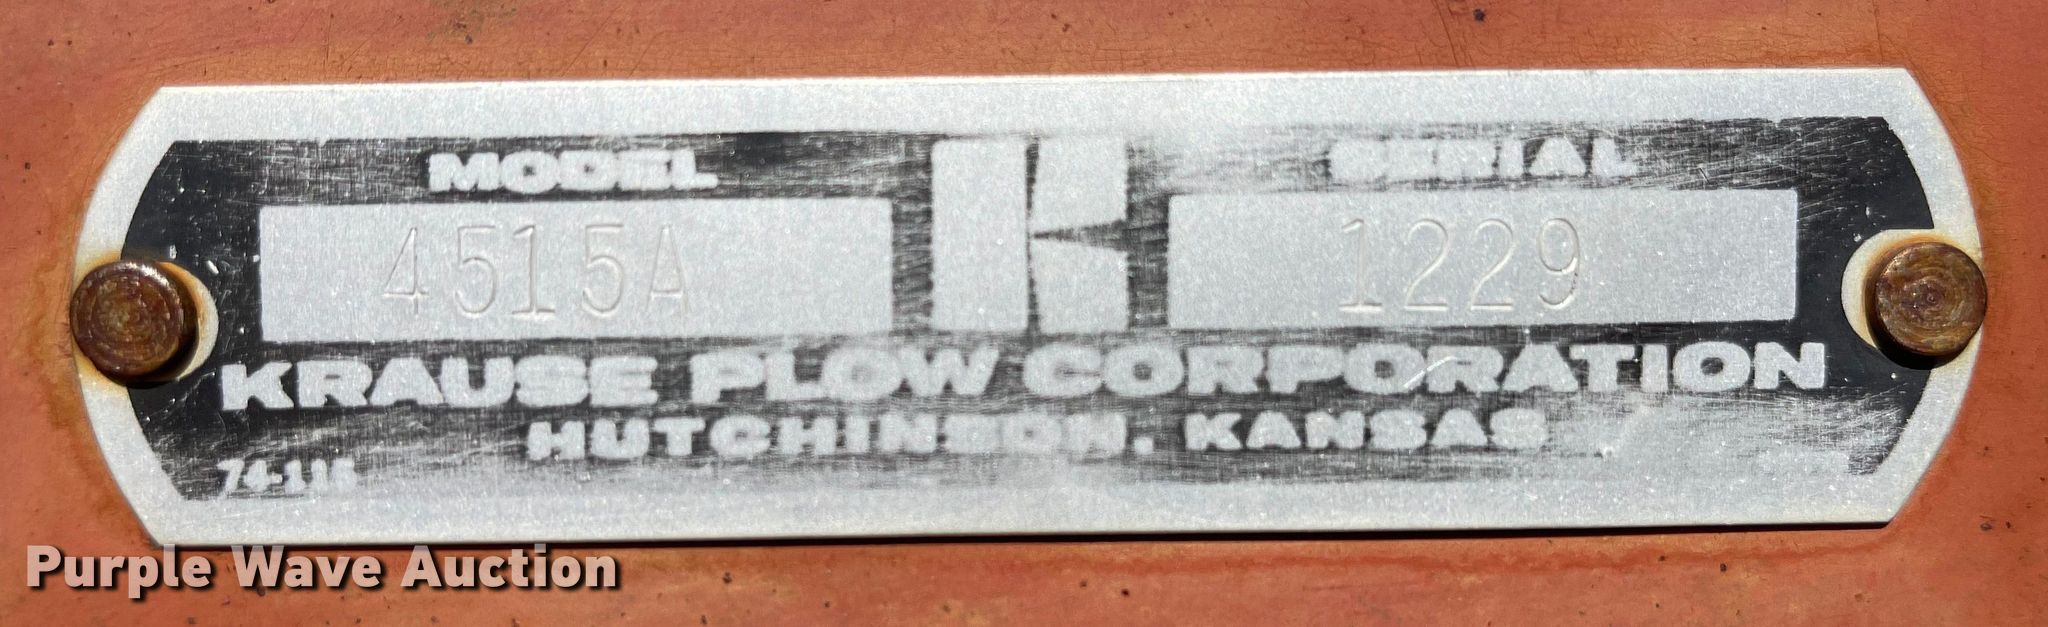 MODEL K SERIAL
4515A 1229
KRAUSE PLOW CORPORATION
HUTCHINSON, KANSAS
74-116
Purple Wave Auction